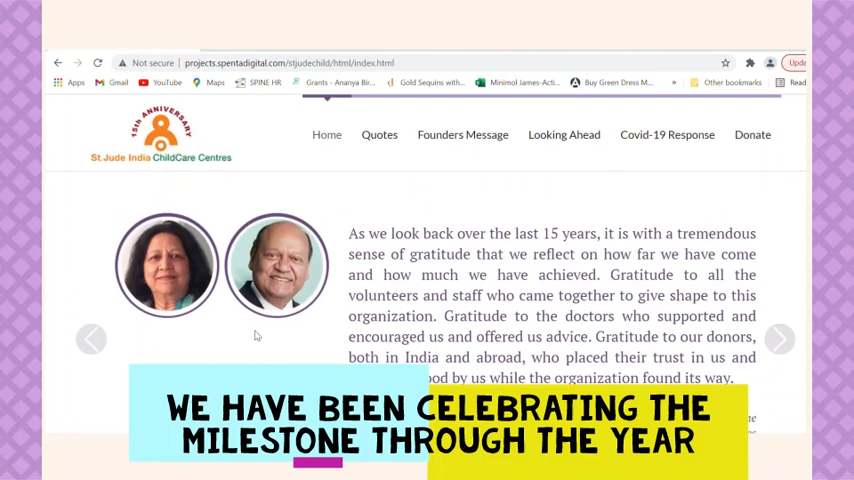 Not secure | projects.spentadigital.com/stjudechild/html/index.html
Upda
Apps Gmail YouTube Maps SPINE HR Grants - Ananya Bir... Gold Sequins with... Minimol James-Acti... Buy Green Dress M... » Other bookmarks Read
15th ANNIVERSARY
St. Jude India ChildCare Centres
Home Quotes Founders Message Looking Ahead Covid-19 Response Donate
As we look back over the last 15 years, it is with a tremendous
sense of gratitude that we reflect on how far we have come
and how much we have achieved. Gratitude to all the
volunteers and staff who came together to give shape to this
organization. Gratitude to the doctors who supported and
encouraged us and offered us advice. Gratitude to our donors,
both in India and abroad, who placed their trust in us and
ood by us while the organization found its way.
WE HAVE BEEN CELEBRATING THE
MILESTONE THROUGH THE YEAR